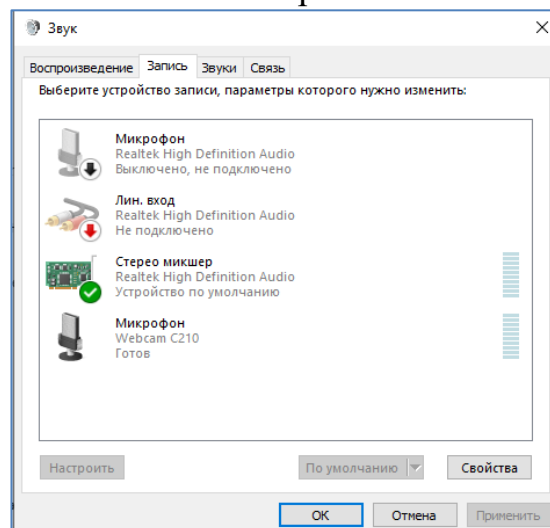 Звук
Воспроизведение Запись Звуки Связь
Выберите устройство записи, параметры которого нужно изменить:
Микрофон
Realtek High Definition Audio
Выключено, не подключено
Лин. вход
Realtek High Definition Audio
Не подключено
Стерео микшер
Realtek High Definition Audio
Устройство по умолчанию
Микрофон
Webcam C210
Готов
Настроить По умолчанию Свойства
ОК Отмена Применить